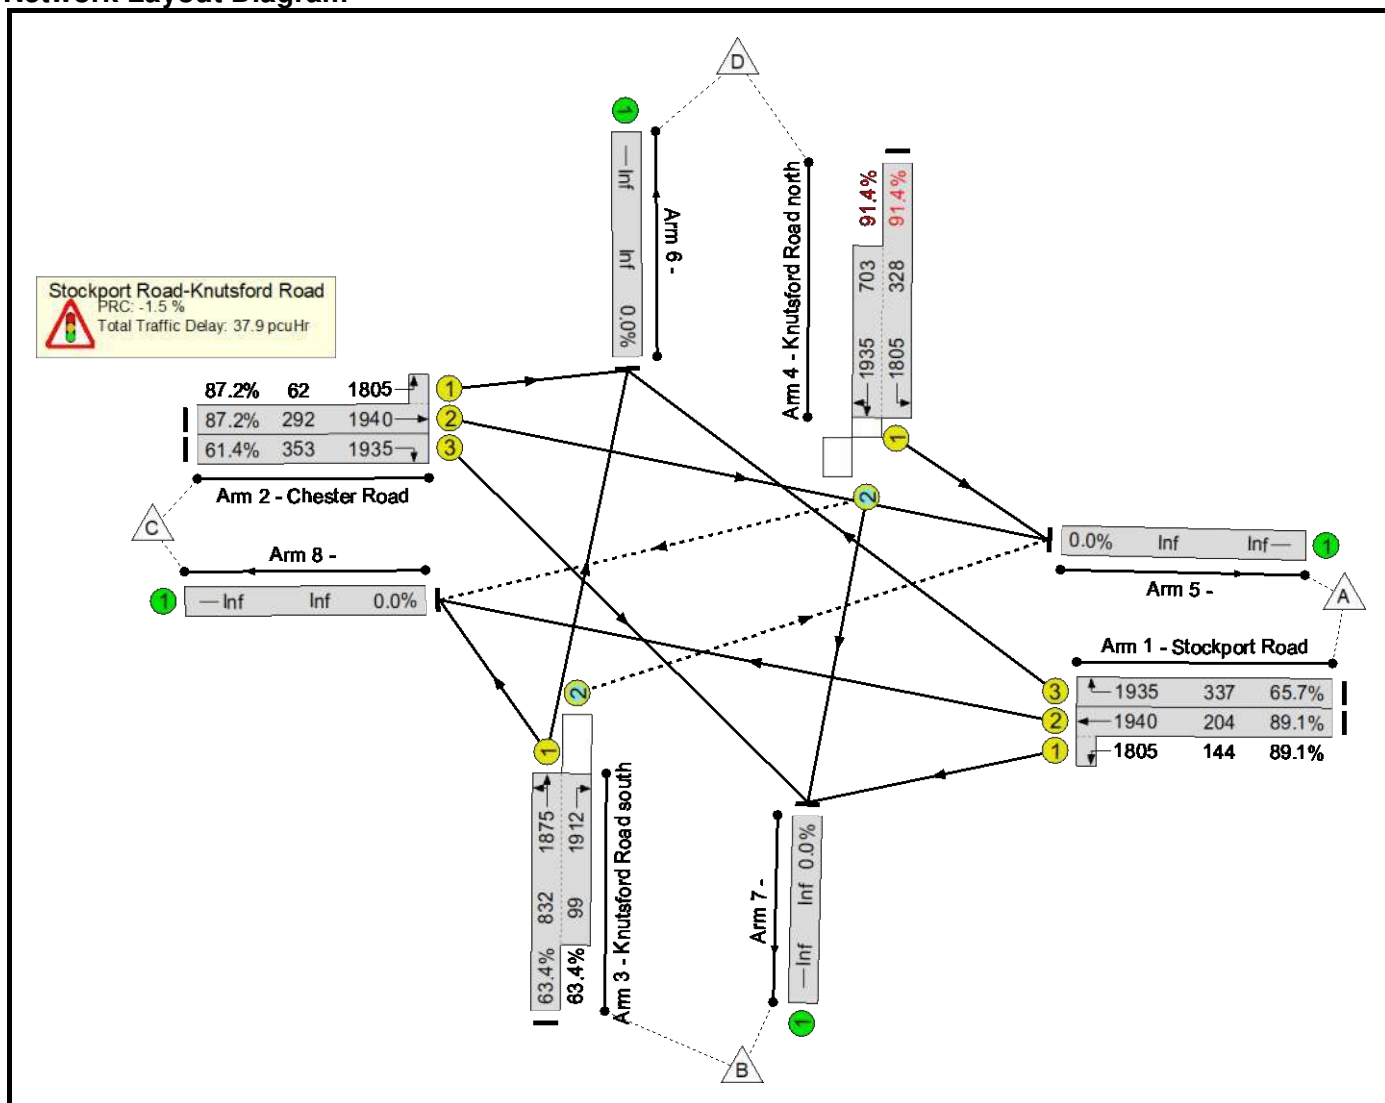 Network Layout Diagram
D
1
Inf
Inf
0.0%
Arm 6 -
Arm 4 - Knutsford Road north
91.4%
91.4%
703
328
1935
1805
1
2
Stockport Road-Knutsford Road
PRC: -1.5 %
Total Traffic Delay: 37.9 pcuHr
87.2% 62 1805 1
87.2% 292 1940 2
61.4% 353 1935 3
Arm 2 - Chester Road
C
Arm 8 -
1 Inf Inf 0.0%
0.0% Inf Inf 1
Arm 5 -
A
Arm 1 - Stockport Road
3 1935 337 65.7%
2 1940 204 89.1%
1 1805 144 89.1%
2
1
1875
1912
832
99
63.4%
63.4%
Arm 3 - Knutsford Road south
Arm 7 -
Inf Inf 0.0%
1
B